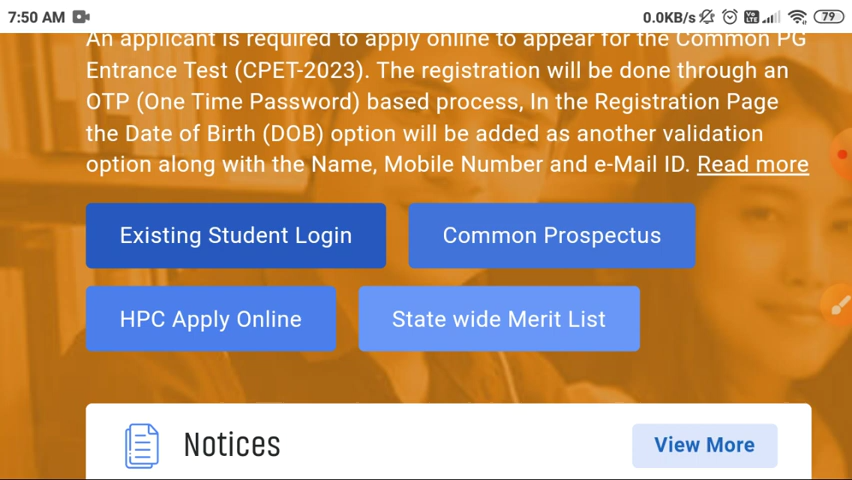 7:50 AM
0.0KB/s
Vo LTE
79
An applicant is required to apply online to appear for the Common PG
Entrance Test (CPET-2023). The registration will be done through an
OTP (One Time Password) based process, In the Registration Page
the Date of Birth (DOB) option will be added as another validation
option along with the Name, Mobile Number and e-Mail ID. Read more
Existing Student Login
Common Prospectus
HPC Apply Online
State wide Merit List
Notices
View More